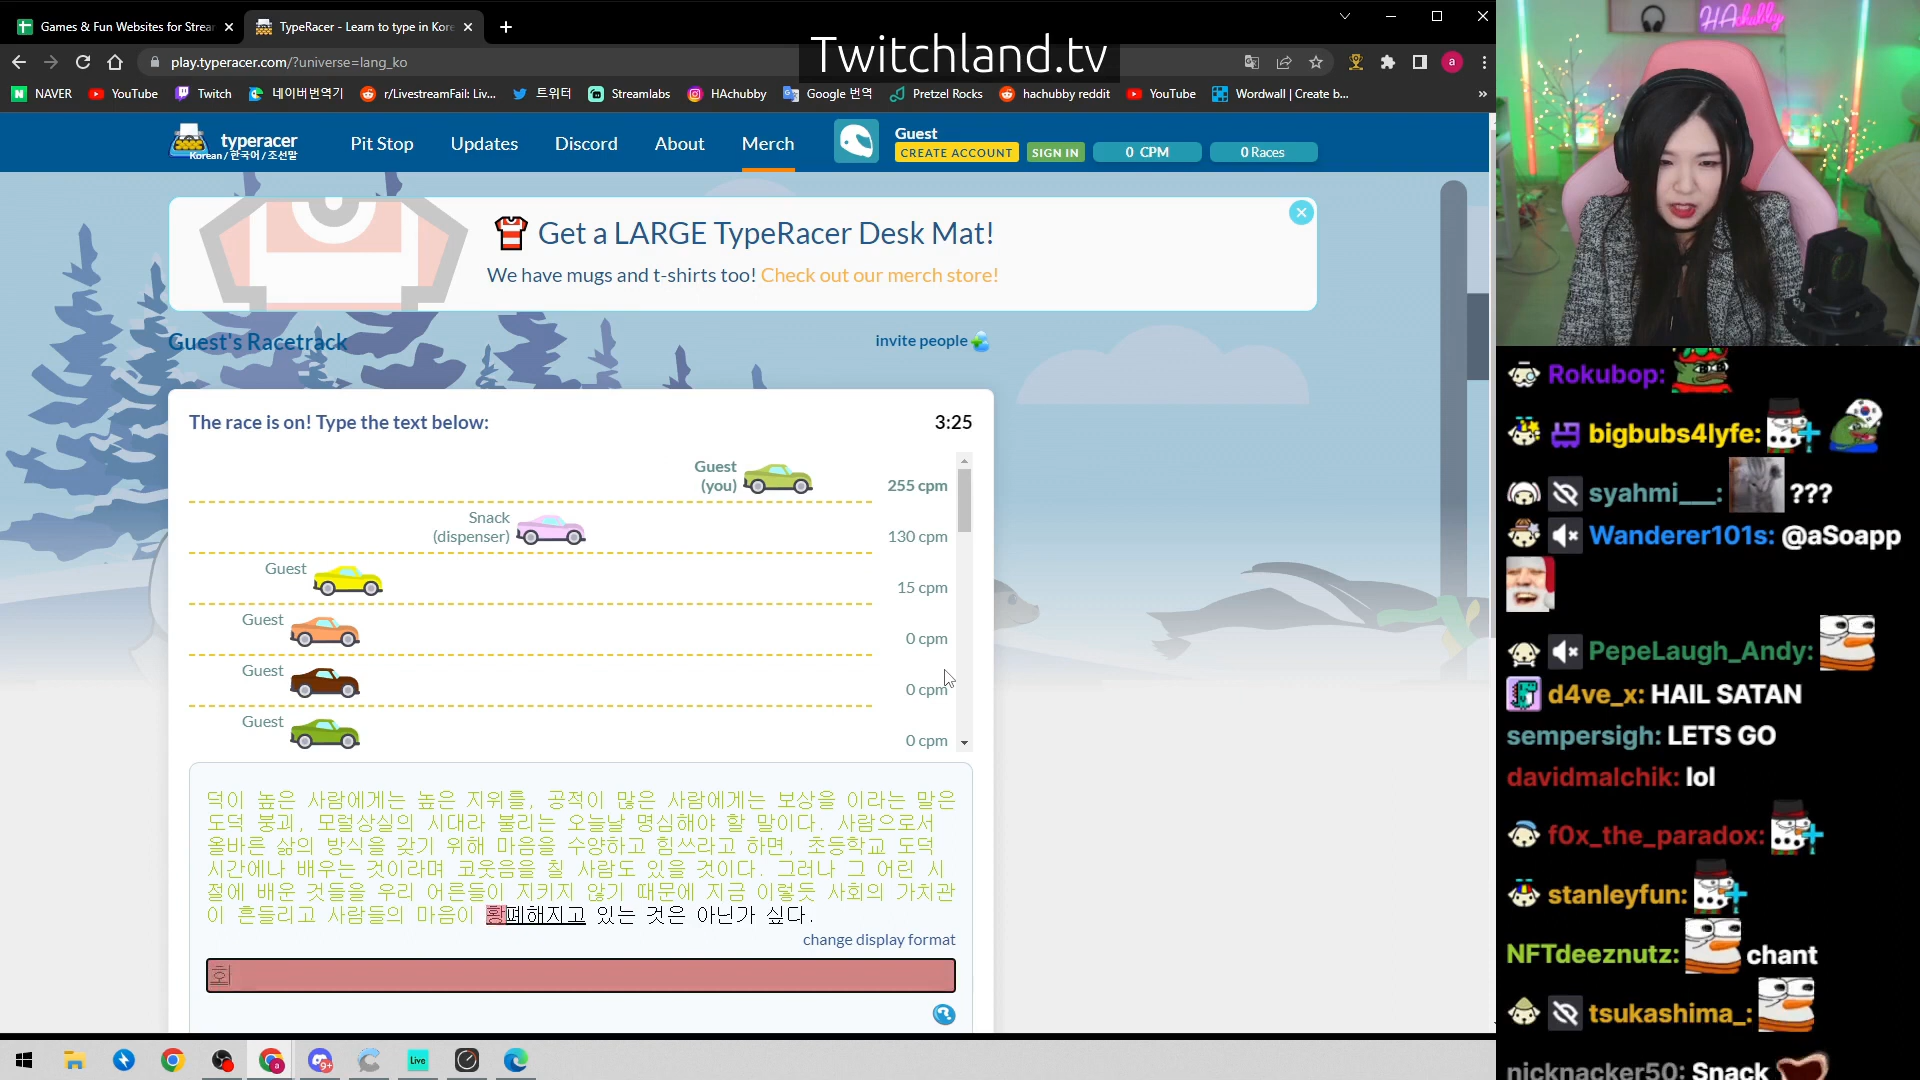 Games & Fun Websites for Strear
TypeRacer - Learn to type in Kore
Twitchland.tv
play.typeracer.com/?universe=lang_ko
NAVER
YouTube
Twitch
네이버번역기
r/LivestreamFail: Liv...
트위터
Streamlabs
HAchubby
Google 번역
Pretzel Rocks
hachubby reddit
YouTube
Wordwall | Create b...
typeracer
Korean / 한국어 / 조선말
Pit Stop
Updates
Discord
About
Merch
Guest
CREATE ACCOUNT
SIGN IN
0 CPM
0 Races
Get a LARGE TypeRacer Desk Mat!
We have mugs and t-shirts too! Check out our merch store!
Guest's Racetrack
invite people
The race is on! Type the text below:
3:25
Guest
(you)
255 cpm
Snack
(dispenser)
130 cpm
Guest
15 cpm
Guest
0 cpm
Guest
0 cpm
Guest
0 cpm
덕이 높은 사람에게는 높은 지위를, 공적이 많은 사람에게는 보상을 이라는 말은
도덕 붕괴, 모럴상실의 시대라 불리는 오늘날 명심해야 할 말이다. 사람으로서
올바른 삶의 방식을 갖기 위해 마음을 수양하고 힘쓰라고 하면, 초등학교 도덕
시간에나 배우는 것이라며 코웃음을 칠 사람도 있을 것이다. 그러나 그 어린 시
절에 배운 것들을 우리 어른들이 지키지 않기 때문에 지금 이렇듯 사회의 가치관
이 흔들리고 사람들의 마음이 황폐해지고 있는 것은 아닌가 싶다.
change display format
호
HAchubby
Rokubop:
bigbubs4lyfe:
syahmi___: ???
Wanderer101s: @aSoapp
PepeLaugh_Andy:
d4ve_x: HAIL SATAN
sempersigh: LETS GO
davidmalchik: lol
f0x_the_paradox:
stanleyfun:
NFTdeeznutz: chant
tsukashima_:
nicknacker50: Snack
Live
9+